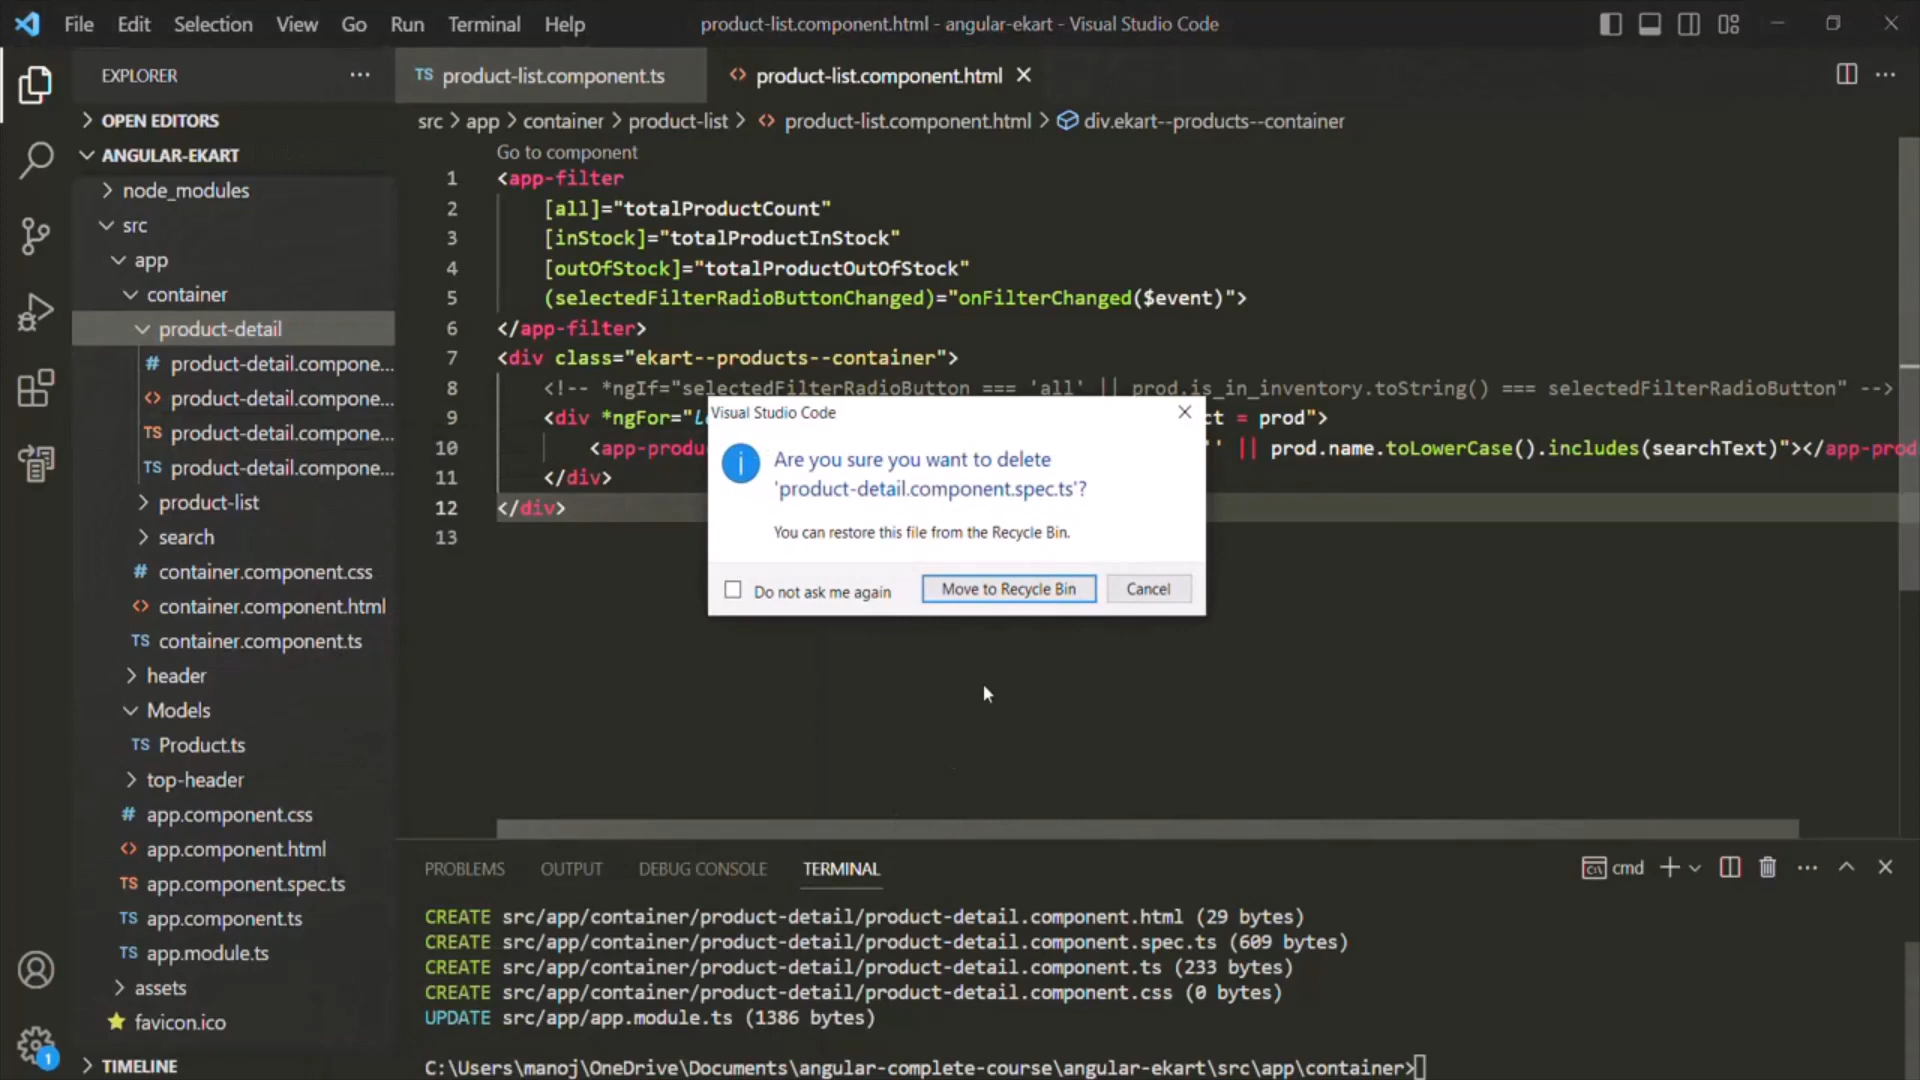 File Edit Selection View Go Run Terminal Help
product-list.component.html - angular-ekart - Visual Studio Code
EXPLORER
OPEN EDITORS
ANGULAR-EKART
node_modules
src
app
container
product-detail
# product-detail.compone...
<> product-detail.compone...
TS product-detail.compone...
TS product-detail.compone...
product-list
search
# container.component.css
<> container.component.html
TS container.component.ts
header
Models
TS Product.ts
top-header
# app.component.css
<> app.component.html
TS app.component.spec.ts
TS app.component.ts
TS app.module.ts
assets
favicon.ico
TIMELINE
1
TS product-list.component.ts
<> product-list.component.html
src > app > container > product-list > <> product-list.component.html > div.ekart--products--container
Go to component
1 <app-filter
2 [all]="totalProductCount"
3 [inStock]="totalProductInStock"
4 [outOfStock]="totalProductOutOfStock"
5 (selectedFilterRadioButtonChanged)="onFilterChanged($event)">
6 </app-filter>
7 <div class="ekart--products--container">
8 <!-- *ngIf="selectedFilterRadioButton === 'all' || prod.is_in_inventory.toString() === selectedFilterRadioButton" -->
9 <div *ngFor=" = prod">
10 || prod.name.toLowerCase().includes(searchText)"></app-prod
11 </div>
12 </div>
13
Visual Studio Code
Are you sure you want to delete
'product-detail.component.spec.ts'?
You can restore this file from the Recycle Bin.
Do not ask me again
Move to Recycle Bin
Cancel
PROBLEMS OUTPUT DEBUG CONSOLE TERMINAL
cmd
CREATE src/app/container/product-detail/product-detail.component.html (29 bytes)
CREATE src/app/container/product-detail/product-detail.component.spec.ts (609 bytes)
CREATE src/app/container/product-detail/product-detail.component.ts (233 bytes)
CREATE src/app/container/product-detail/product-detail.component.css (0 bytes)
UPDATE src/app/app.module.ts (1386 bytes)
C:\Users\manoj\OneDrive\Documents\angular-complete-course\angular-ekart\src\app\container>